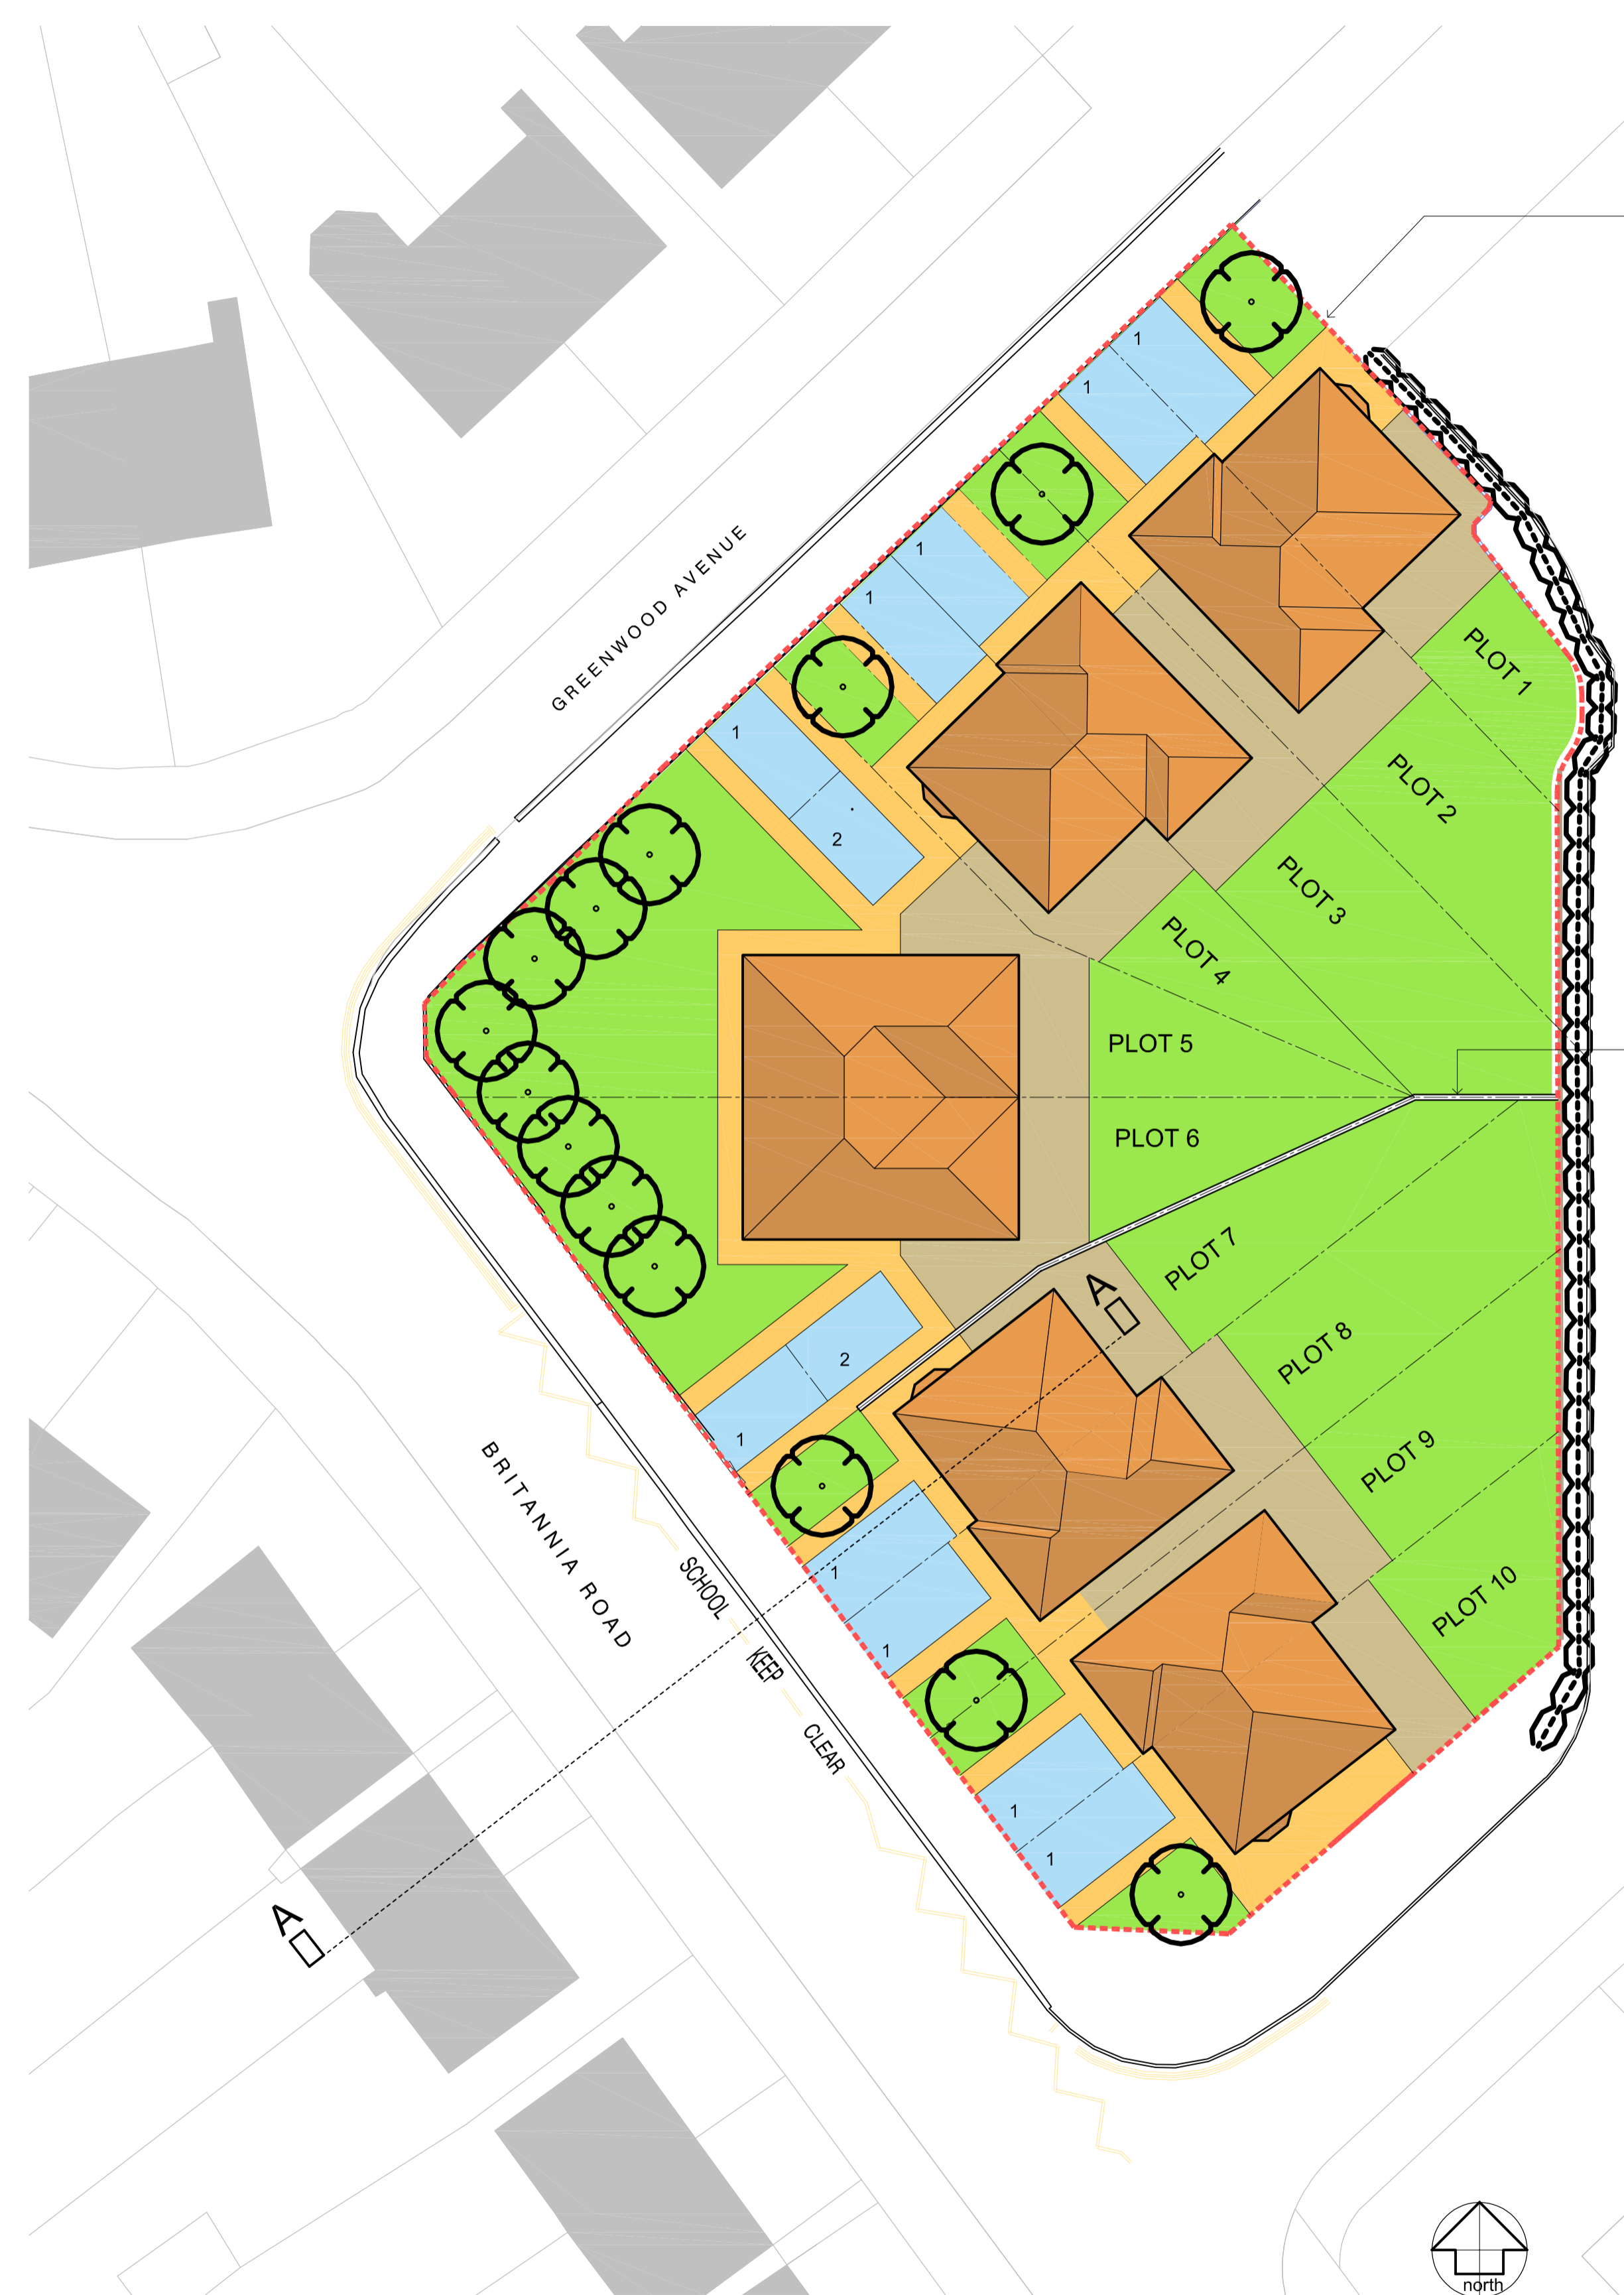 1
1
GREENWOOD AVENUE
1
1
PLOT 1
1
PLOT 2
2
PLOT 3
PLOT 4
PLOT 5
PLOT 6
PLOT 7
A
PLOT 8
2
1
BRITANNIA ROAD
PLOT 9
SCHOOL
KEEP
CLEAR
1
1
PLOT 10
1
1
A
north